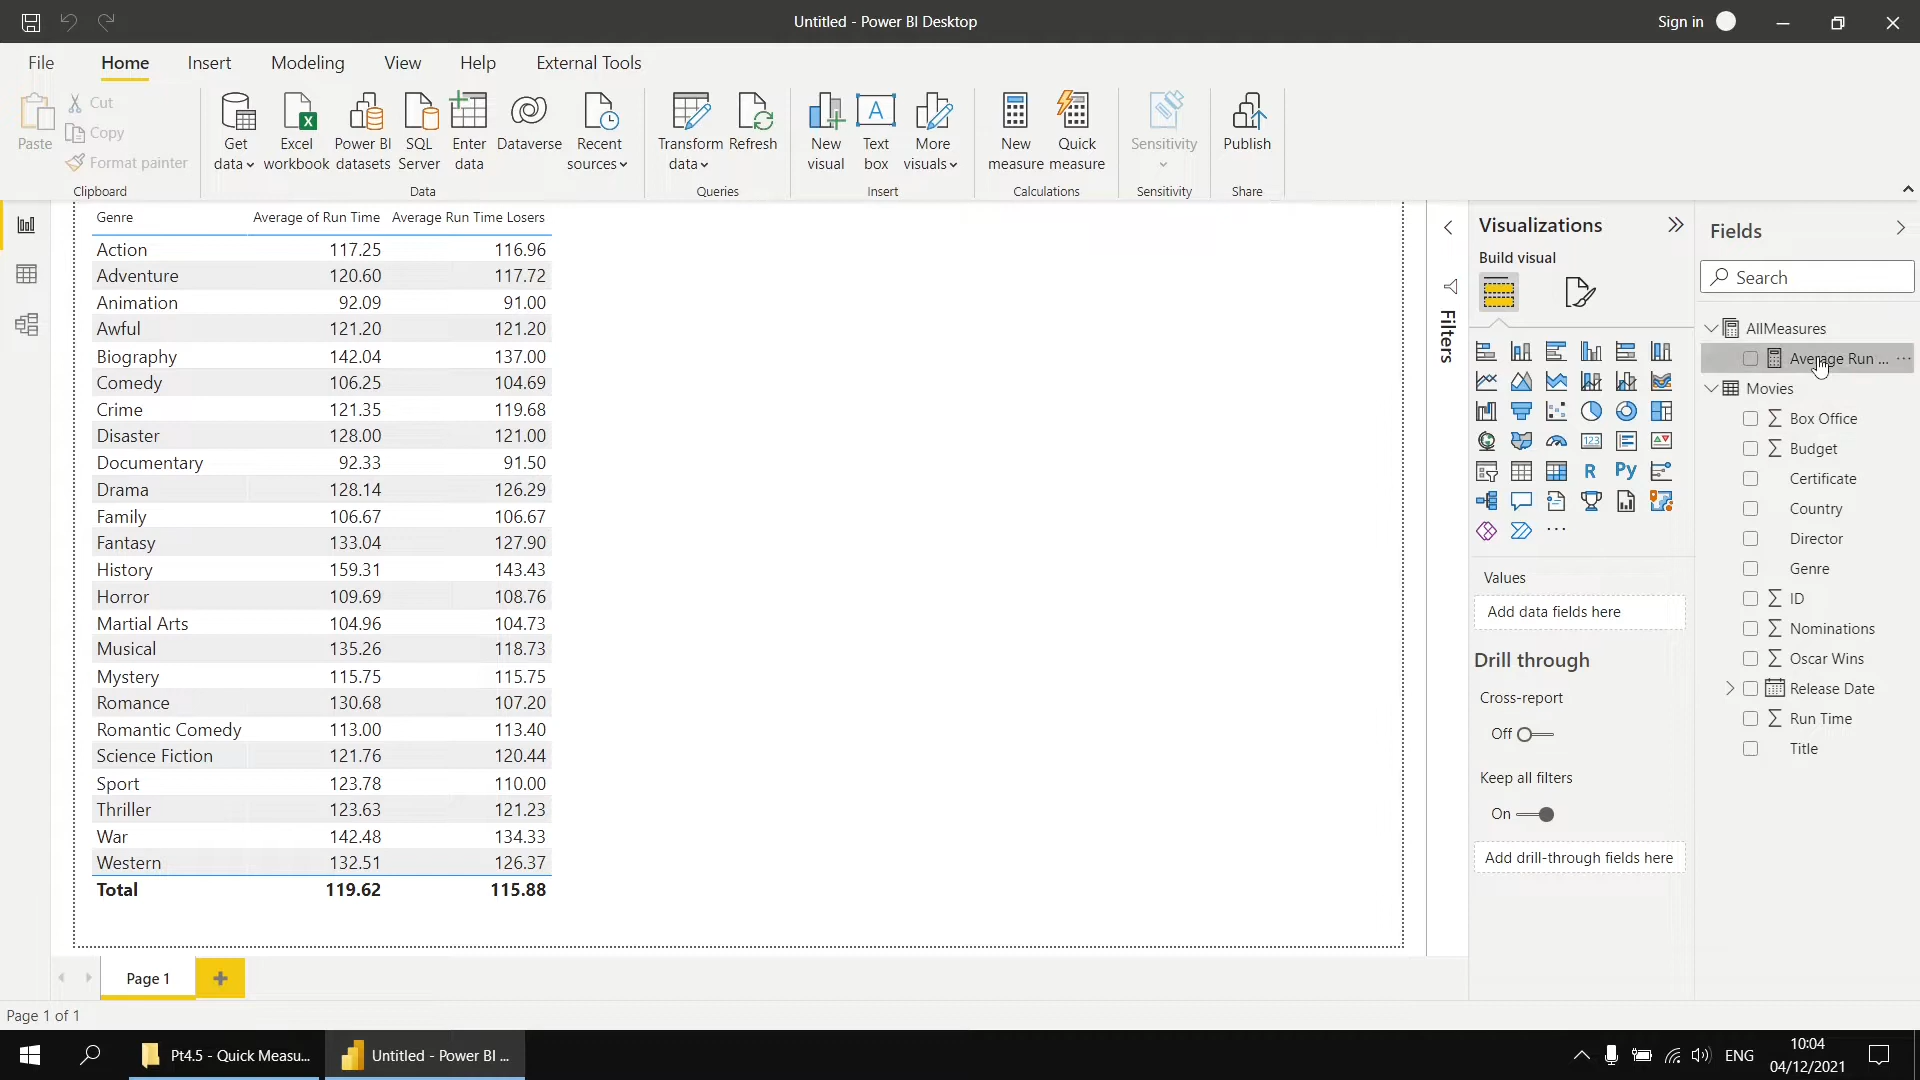 Untitled - Power BI Desktop
Sign in
File Home Insert Modeling View Help External Tools
Paste
Cut
Copy
Format painter
Clipboard
Get data
Excel workbook
Power BI datasets
SQL Server
Enter data
Dataverse
Recent sources
Data
Transform data
Refresh
Queries
New visual
Text box
More visuals
Insert
New measure
Quick measure
Calculations
Sensitivity
Sensitivity
Publish
Share
Genre Average of Run Time Average Run Time Losers
Action 117.25 116.96
Adventure 120.60 117.72
Animation 92.09 91.00
Awful 121.20 121.20
Biography 142.04 137.00
Comedy 106.25 104.69
Crime 121.35 119.68
Disaster 128.00 121.00
Documentary 92.33 91.50
Drama 128.14 126.29
Family 106.67 106.67
Fantasy 133.04 127.90
History 159.31 143.43
Horror 109.69 108.76
Martial Arts 104.96 104.73
Musical 135.26 118.73
Mystery 115.75 115.75
Romance 130.68 107.20
Romantic Comedy 113.00 113.40
Science Fiction 121.76 120.44
Sport 123.78 110.00
Thriller 123.63 121.23
War 142.48 134.33
Western 132.51 126.37
Total 119.62 115.88
Filters
Visualizations
Build visual
123
R
Py
Values
Add data fields here
Drill through
Cross-report
Off
Keep all filters
On
Add drill-through fields here
Fields
Search
AllMeasures
Average Run ...
Movies
Box Office
Budget
Certificate
Country
Director
Genre
ID
Nominations
Oscar Wins
Release Date
Run Time
Title
Page 1
Page 1 of 1
Pt4.5 - Quick Measu...
Untitled - Power BI ...
ENG
10:04
04/12/2021